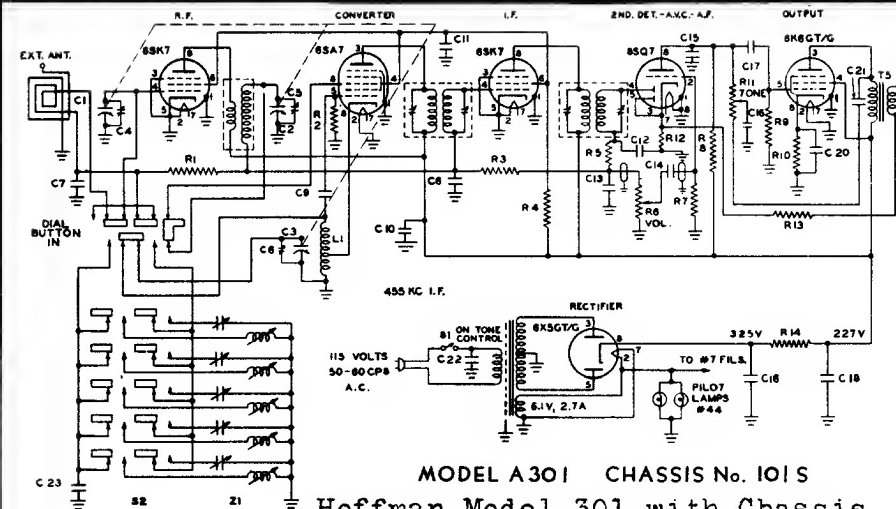 R.F. CONVERTER I.F. 2ND. DET.-A.V.C.-A.F. OUTPUT
6SK7 6SA7 6SK7 6SQ7 6K6GT/G
EXT. ANT.
C1
C4
C5
C2
R2
C11
C15
C17
R11
TONE
C16
R9
C21
T5
R10
C20
R12
C12
R5
C14
C13
R6
VOL.
R7
R8
R13
R1
C7
C9
C8
R3
R4
DIAL
BUTTON
IN
C3
C6
L1
C10
455 KC I.F.
RECTIFIER
6X5GT/G
115 VOLTS
50-60 CPS
A.C.
S1
ON TONE
CONTROL
C22
6.1V, 2.7A
325V R14 227V
TO #7 FILS.
PILOT
LAMPS
#44
C18
C18
C23
S2 Z1
MODEL A301 CHASSIS No. 101S
Hoffman Model 301 with Chassis